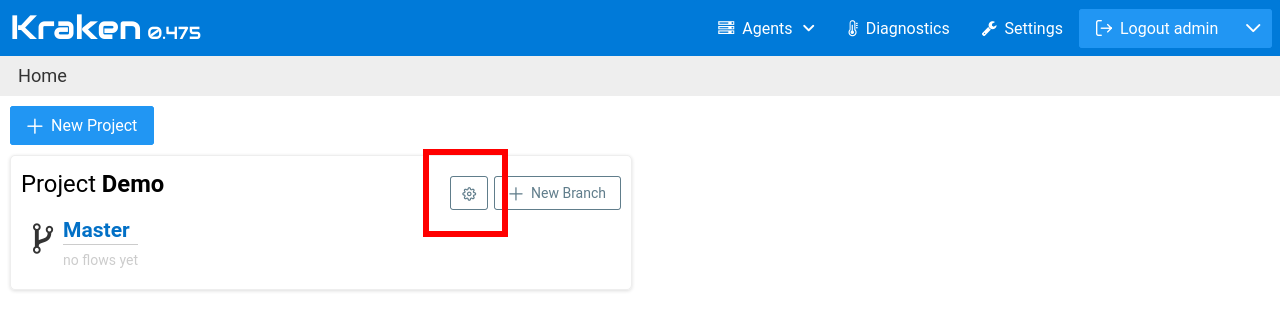 Kraken 0.475
Agents
Diagnostics
Settings
Logout admin
Home
New Project
Project Demo
New Branch
Master
no flows yet